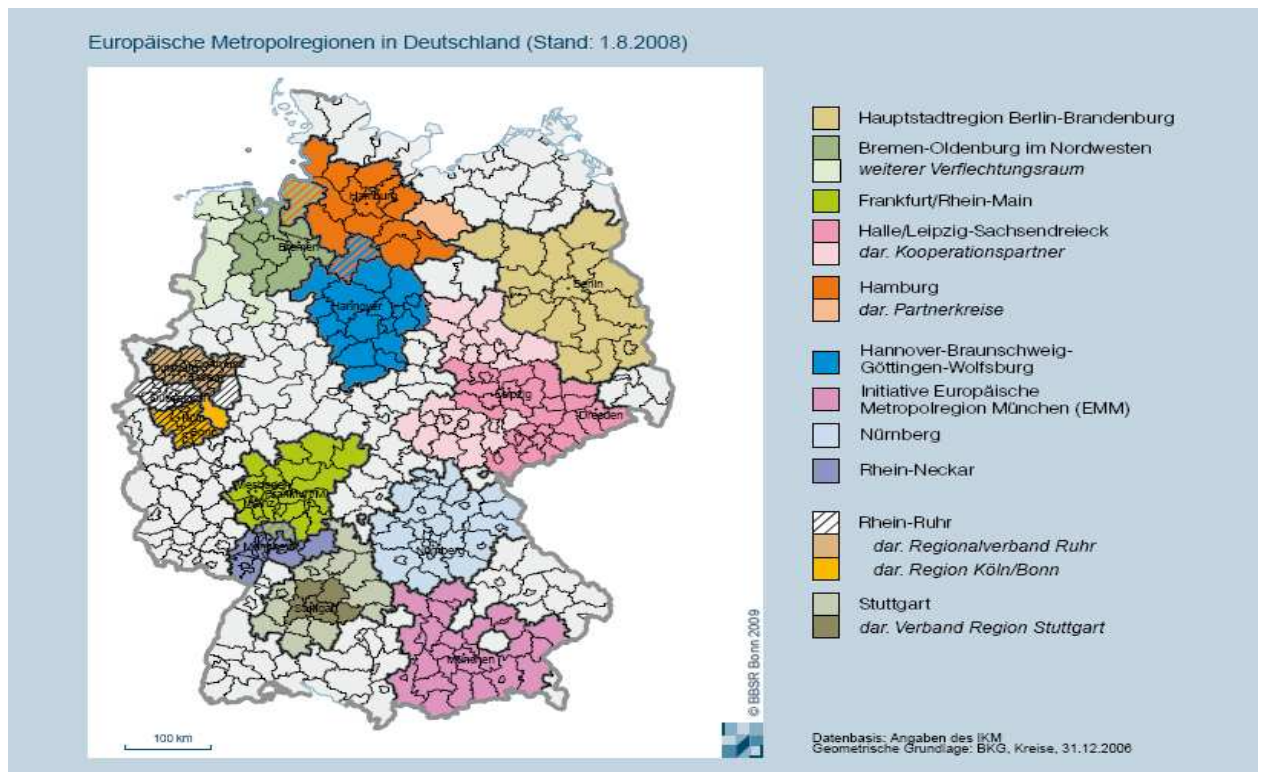 Europäische Metropolregionen in Deutschland (Stand: 1.8.2008)
Hamburg
Bremen
Berlin
Hannover
Leipzig
Dresden
Köln
Wiesbaden
Frankfurt/M
Mainz
Nürnberg
Stuttgart
München
100 km
© BBSR Bonn 2009
Hauptstadtregion Berlin-Brandenburg
Bremen-Oldenburg im Nordwesten
weiterer Verflechtungsraum
Frankfurt/Rhein-Main
Halle/Leipzig-Sachsendreieck
dar. Kooperationspartner
Hamburg
dar. Partnerkreise
Hannover-Braunschweig-
Göttingen-Wolfsburg
Initiative Europäische
Metropolregion München (EMM)
Nürnberg
Rhein-Neckar
Rhein-Ruhr
dar. Regionalverband Ruhr
dar. Region Köln/Bonn
Stuttgart
dar. Verband Region Stuttgart
Datenbasis: Angaben des IKM
Geometrische Grundlage: BKG, Kreise, 31.12.2006